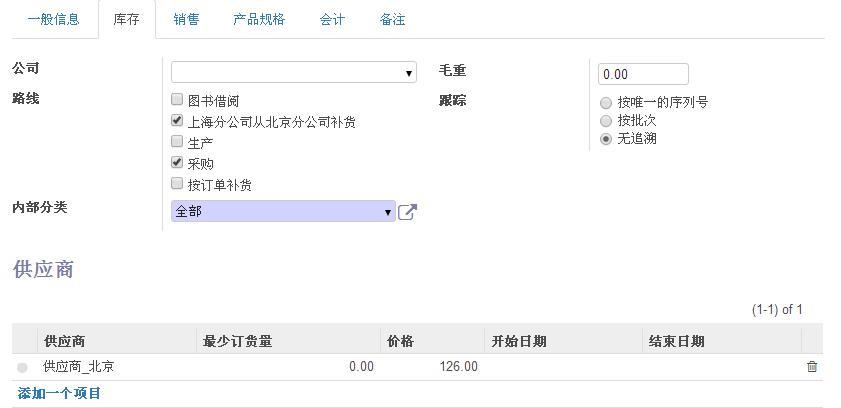 一般信息 库存 销售 产品规格 会计 备注
公司 毛重 0.00
路线 图书借阅 跟踪 按唯一的序列号
上海分公司从北京分公司补货 按批次
生产 无追溯
采购
按订单补货
内部分类 全部
供应商
(1-1) of 1
供应商 最少订货量 价格 开始日期 结束日期
供应商_北京 0.00 126.00
添加一个项目